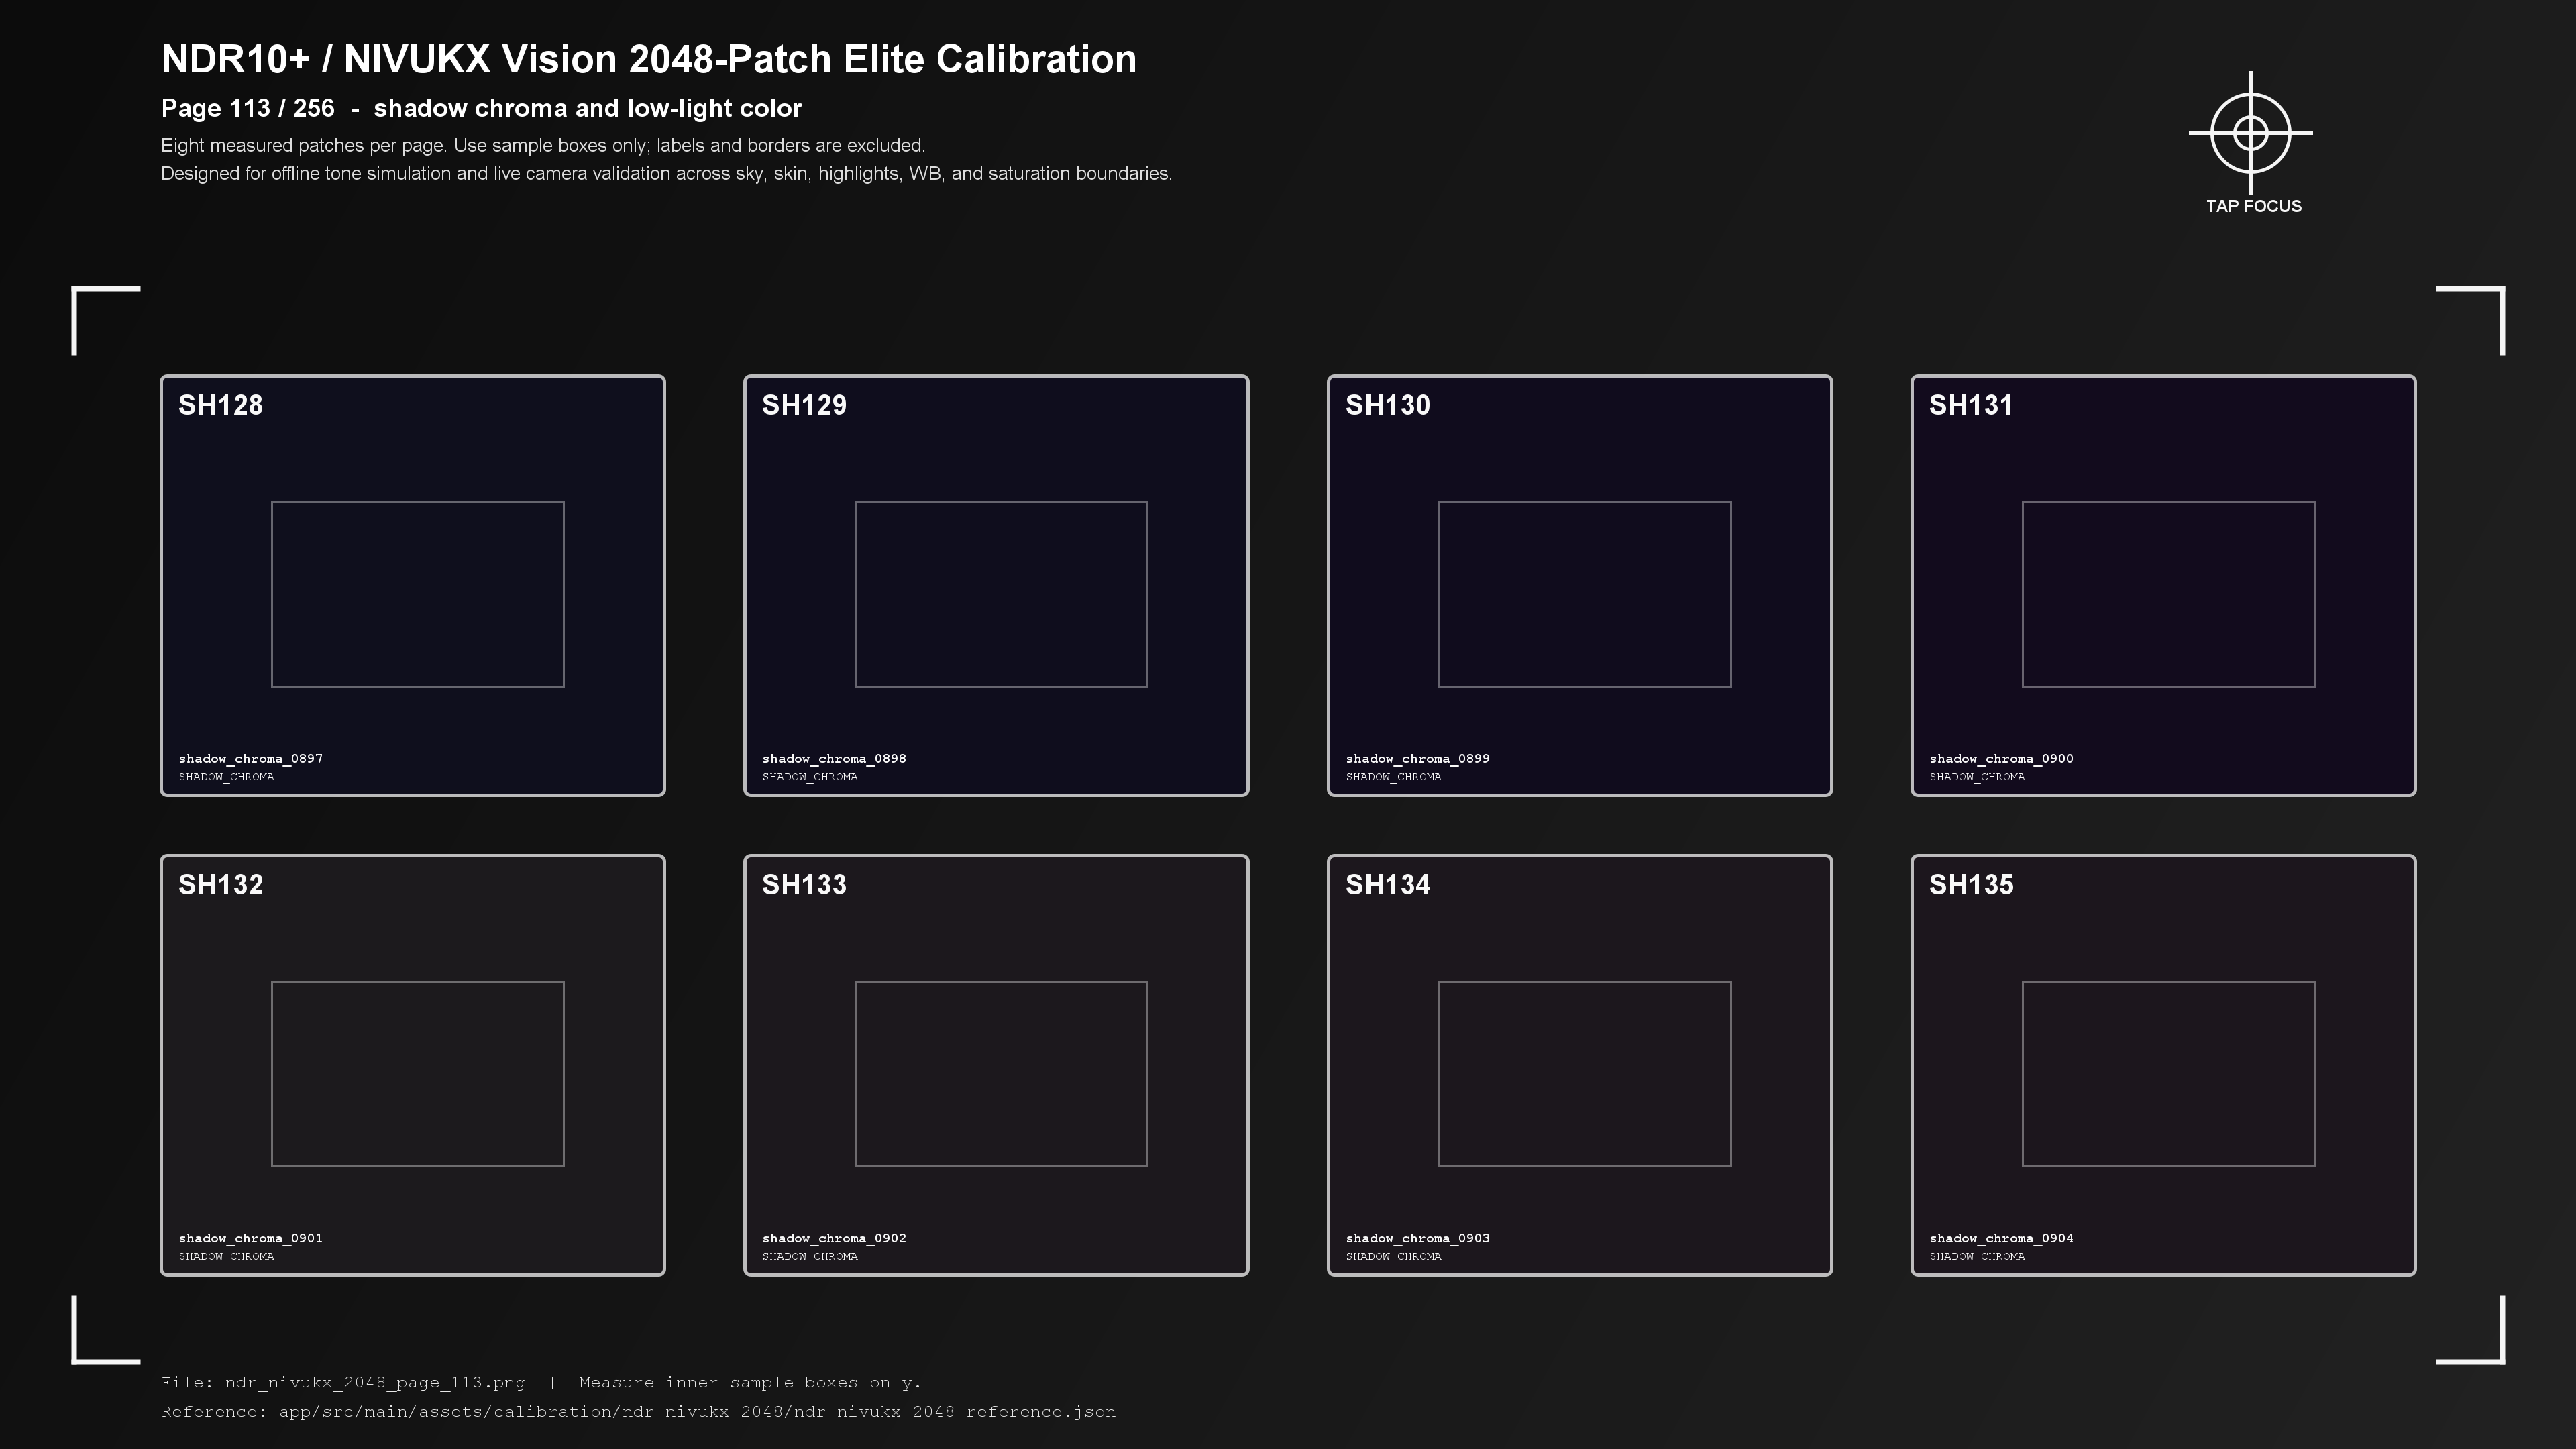 NDR10+ / NIVUKX Vision 2048-Patch Elite Calibration
Page 113 / 256 - shadow chroma and low-light color
Eight measured patches per page. Use sample boxes only; labels and borders are excluded.
Designed for offline tone simulation and live camera validation across sky, skin, highlights, WB, and saturation boundaries.
TAP FOCUS
SH128
shadow_chroma_0897
SHADOW_CHROMA
SH129
shadow_chroma_0898
SHADOW_CHROMA
SH130
shadow_chroma_0899
SHADOW_CHROMA
SH131
shadow_chroma_0900
SHADOW_CHROMA
SH132
shadow_chroma_0901
SHADOW_CHROMA
SH133
shadow_chroma_0902
SHADOW_CHROMA
SH134
shadow_chroma_0903
SHADOW_CHROMA
SH135
shadow_chroma_0904
SHADOW_CHROMA
File: ndr_nivukx_2048_page_113.png | Measure inner sample boxes only.
Reference: app/src/main/assets/calibration/ndr_nivukx_2048/ndr_nivukx_2048_reference.json